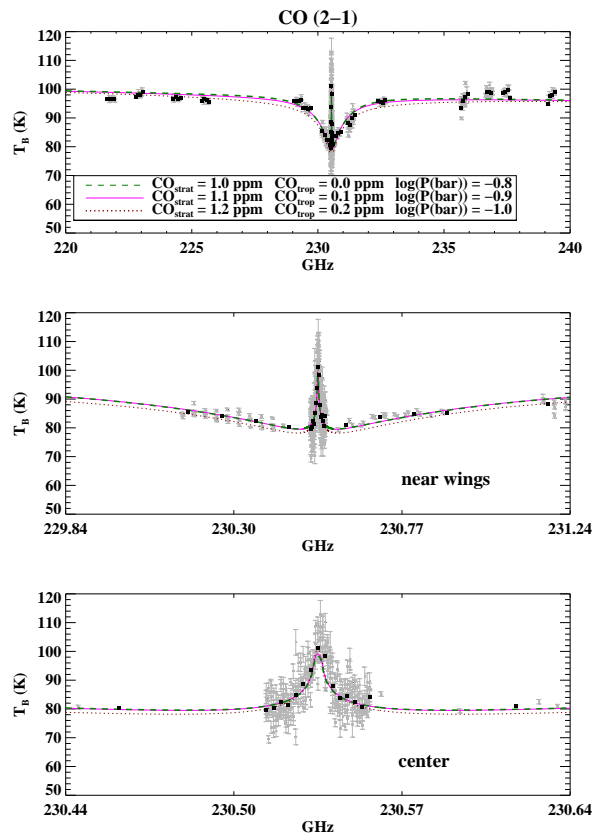 CO (2−1)
120
110
100
90
80
70
60
50
T_B (K)
CO_strat = 1.0 ppm CO_trop = 0.0 ppm log(P(bar)) = −0.8
CO_strat = 1.1 ppm CO_trop = 0.1 ppm log(P(bar)) = −0.9
CO_strat = 1.2 ppm CO_trop = 0.2 ppm log(P(bar)) = −1.0
220 225 230 235 240
GHz
120
110
100
90
80
70
60
50
T_B (K)
near wings
229.84 230.30 230.77 231.24
GHz
120
110
100
90
80
70
60
50
T_B (K)
center
230.44 230.50 230.57 230.64
GHz